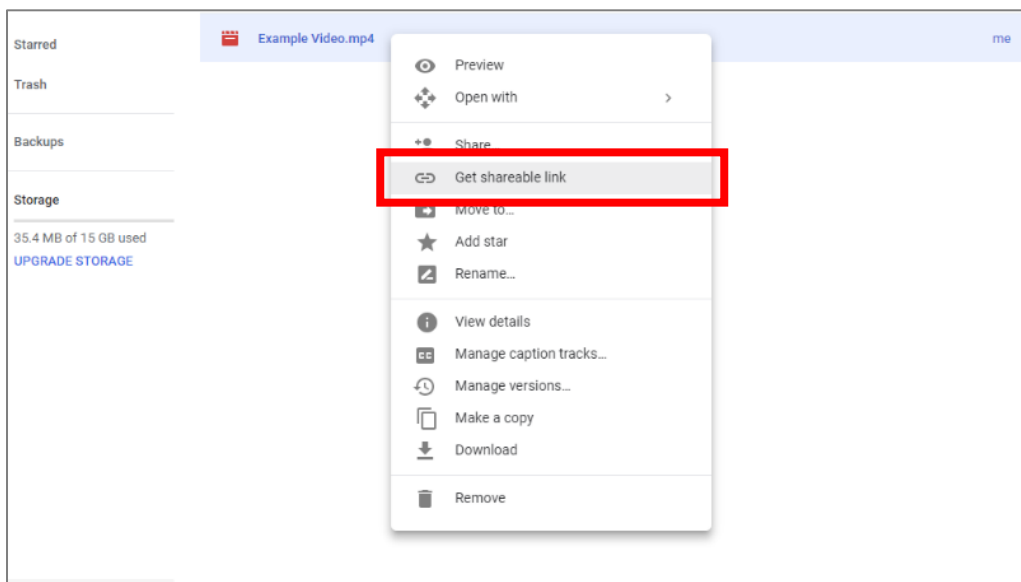 Starred
Trash
Backups
Storage
35.4 MB of 15 GB used
UPGRADE STORAGE
Example Video.mp4
me
Preview
Open with
Share
Get shareable link
Move to...
Add star
Rename...
View details
CC
Manage caption tracks...
Manage versions...
Make a copy
Download
Remove